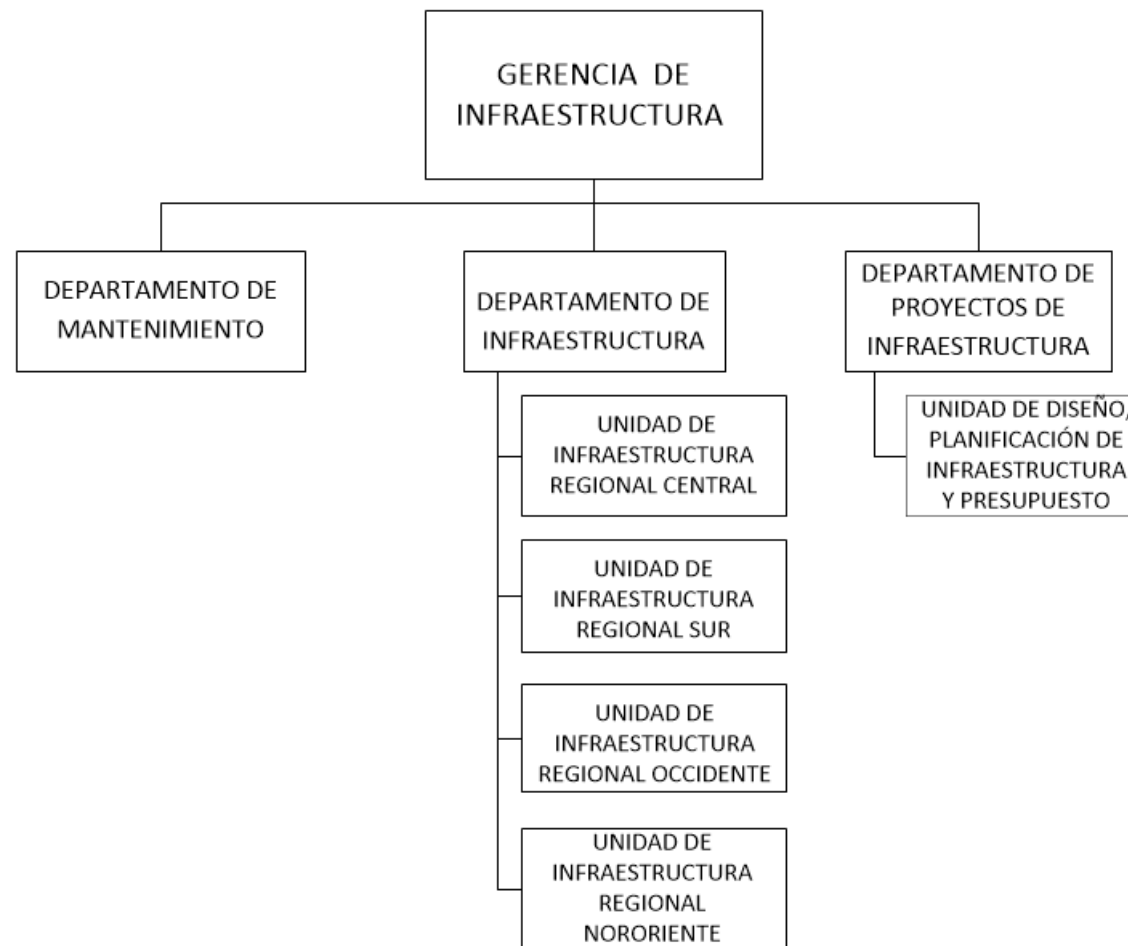 GERENCIA DE
INFRAESTRUCTURA
DEPARTAMENTO DE
MANTENIMIENTO
DEPARTAMENTO DE
INFRAESTRUCTURA
DEPARTAMENTO DE
PROYECTOS DE
INFRAESTRUCTURA
UNIDAD DE
INFRAESTRUCTURA
REGIONAL CENTRAL
UNIDAD DE
INFRAESTRUCTURA
REGIONAL SUR
UNIDAD DE
INFRAESTRUCTURA
REGIONAL OCCIDENTE
UNIDAD DE
INFRAESTRUCTURA
REGIONAL
NORORIENTE
UNIDAD DE DISEÑO,
PLANIFICACIÓN DE
INFRAESTRUCTURA
Y PRESUPUESTO